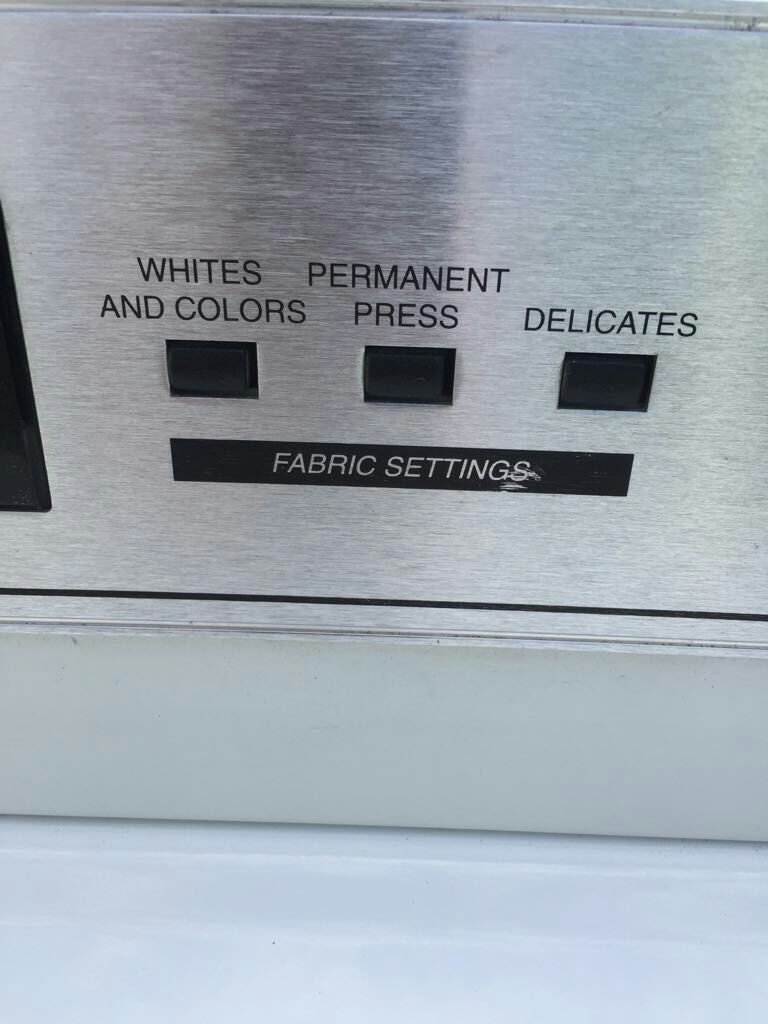 WHITES
AND COLORS
PERMANENT
PRESS
DELICATES
FABRIC SETTINGS